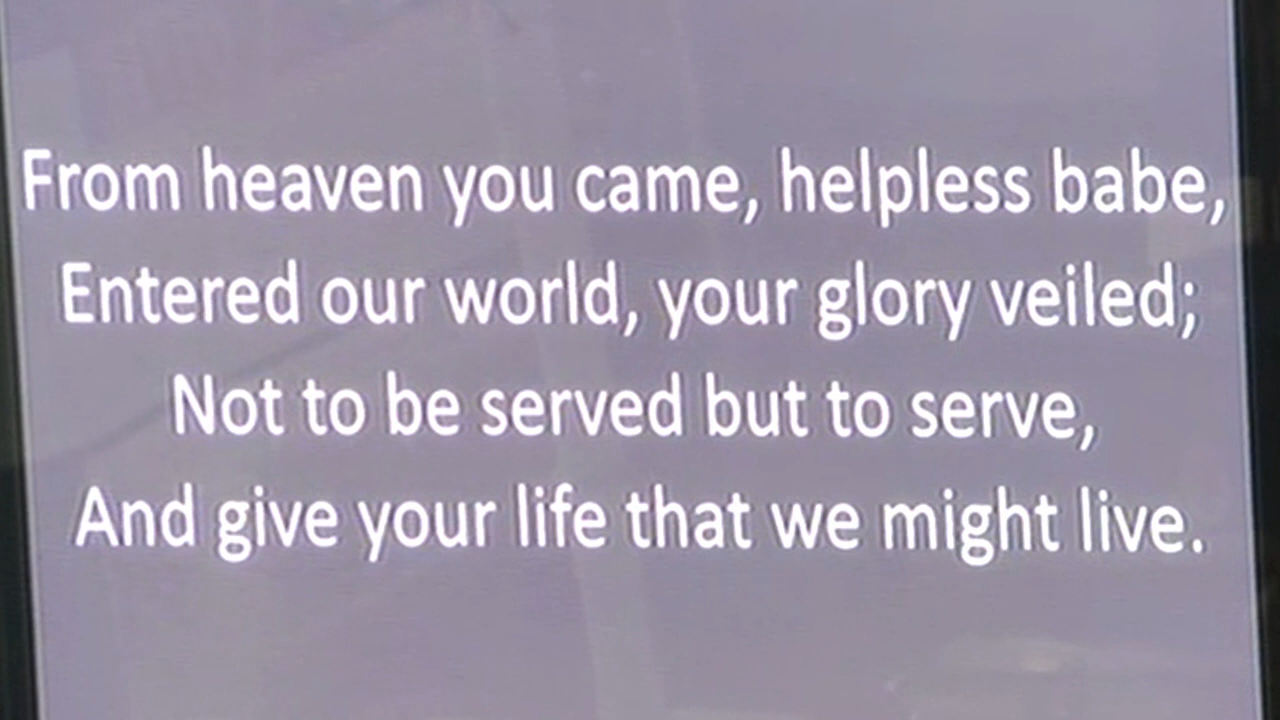 From heaven you came, helpless babe,
Entered our world, your glory veiled;
Not to be served but to serve,
And give your life that we might live.